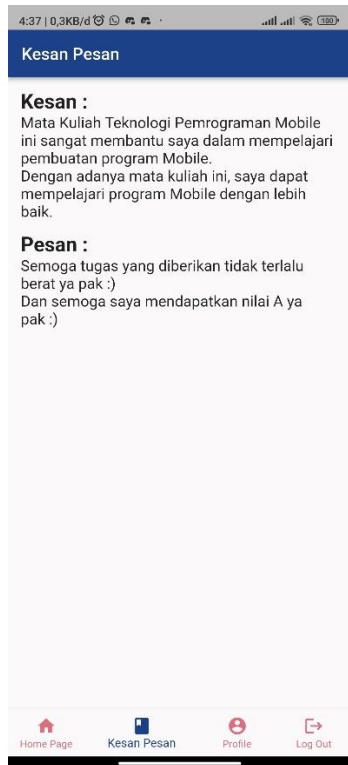 4:37 | 0,3KB/d
100
Kesan Pesan
Kesan :
Mata Kuliah Teknologi Pemrograman Mobile
ini sangat membantu saya dalam mempelajari
pembuatan program Mobile.
Dengan adanya mata kuliah ini, saya dapat
mempelajari program Mobile dengan lebih
baik.
Pesan :
Semoga tugas yang diberikan tidak terlalu
berat ya pak :)
Dan semoga saya mendapatkan nilai A ya
pak :)
Home Page
Kesan Pesan
Profile
Log Out